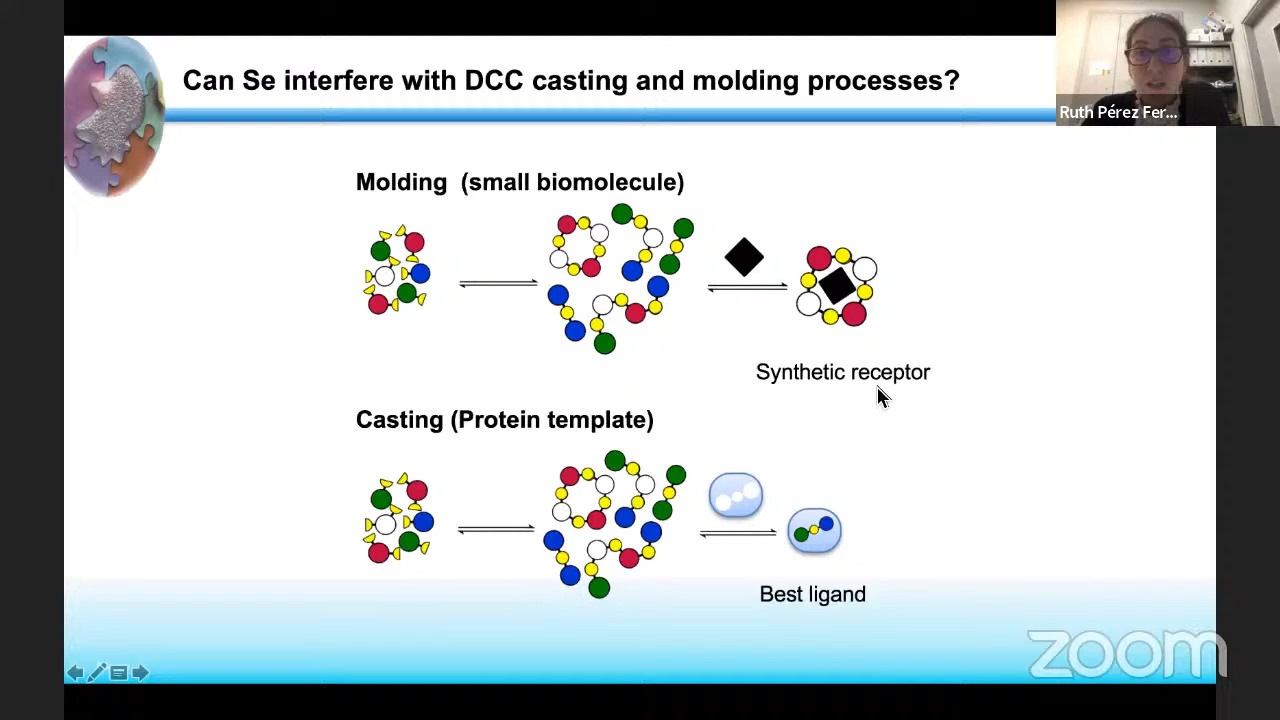 Can Se interfere with DCC casting and molding processes?
Ruth Pérez Fer...
Molding (small biomolecule)
Synthetic receptor
Casting (Protein template)
Best ligand
zoom